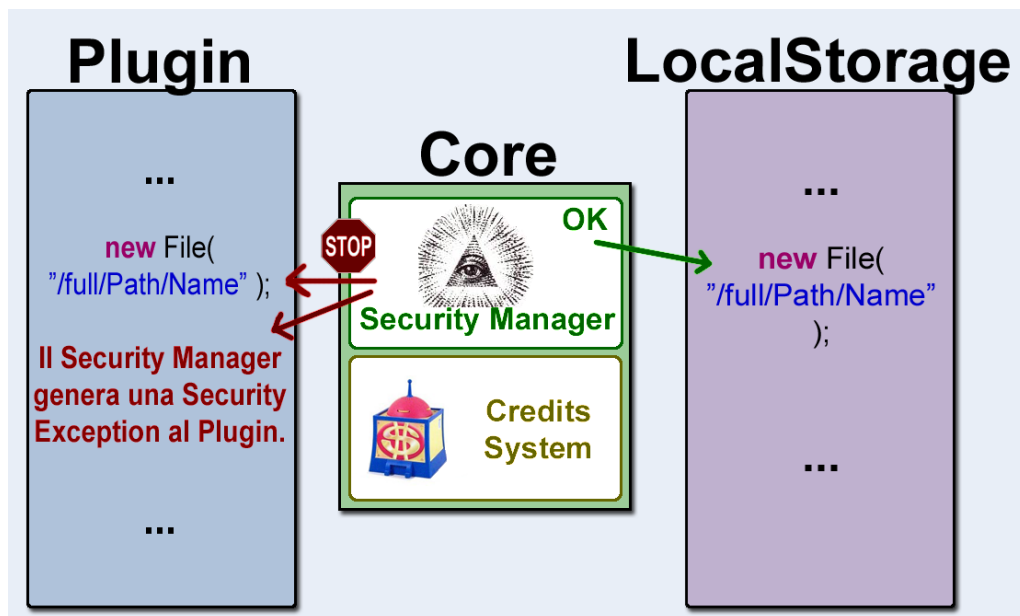 Plugin
...
new File(
”/full/Path/Name” );
Il Security Manager
genera una Security
Exception al Plugin.
...
Core
STOP
OK
Security Manager
Credits
System
LocalStorage
...
new File(
”/full/Path/Name”
);
...